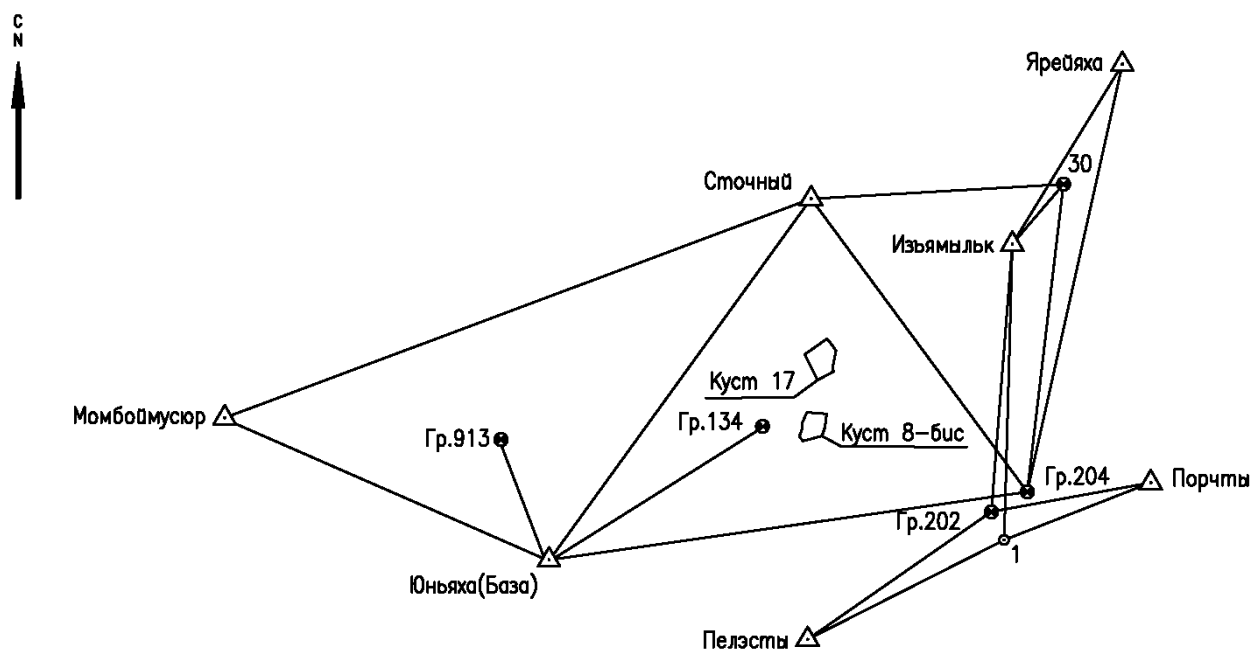 С
N
Ярейяха
30
Сточный
Изъямыльк
Куст 17
Момбоймусюр
Гр.913
Гр.134
Куст 8-бис
Гр.204
Порчты
Гр.202
1
Юньяха(База)
Пелэсты